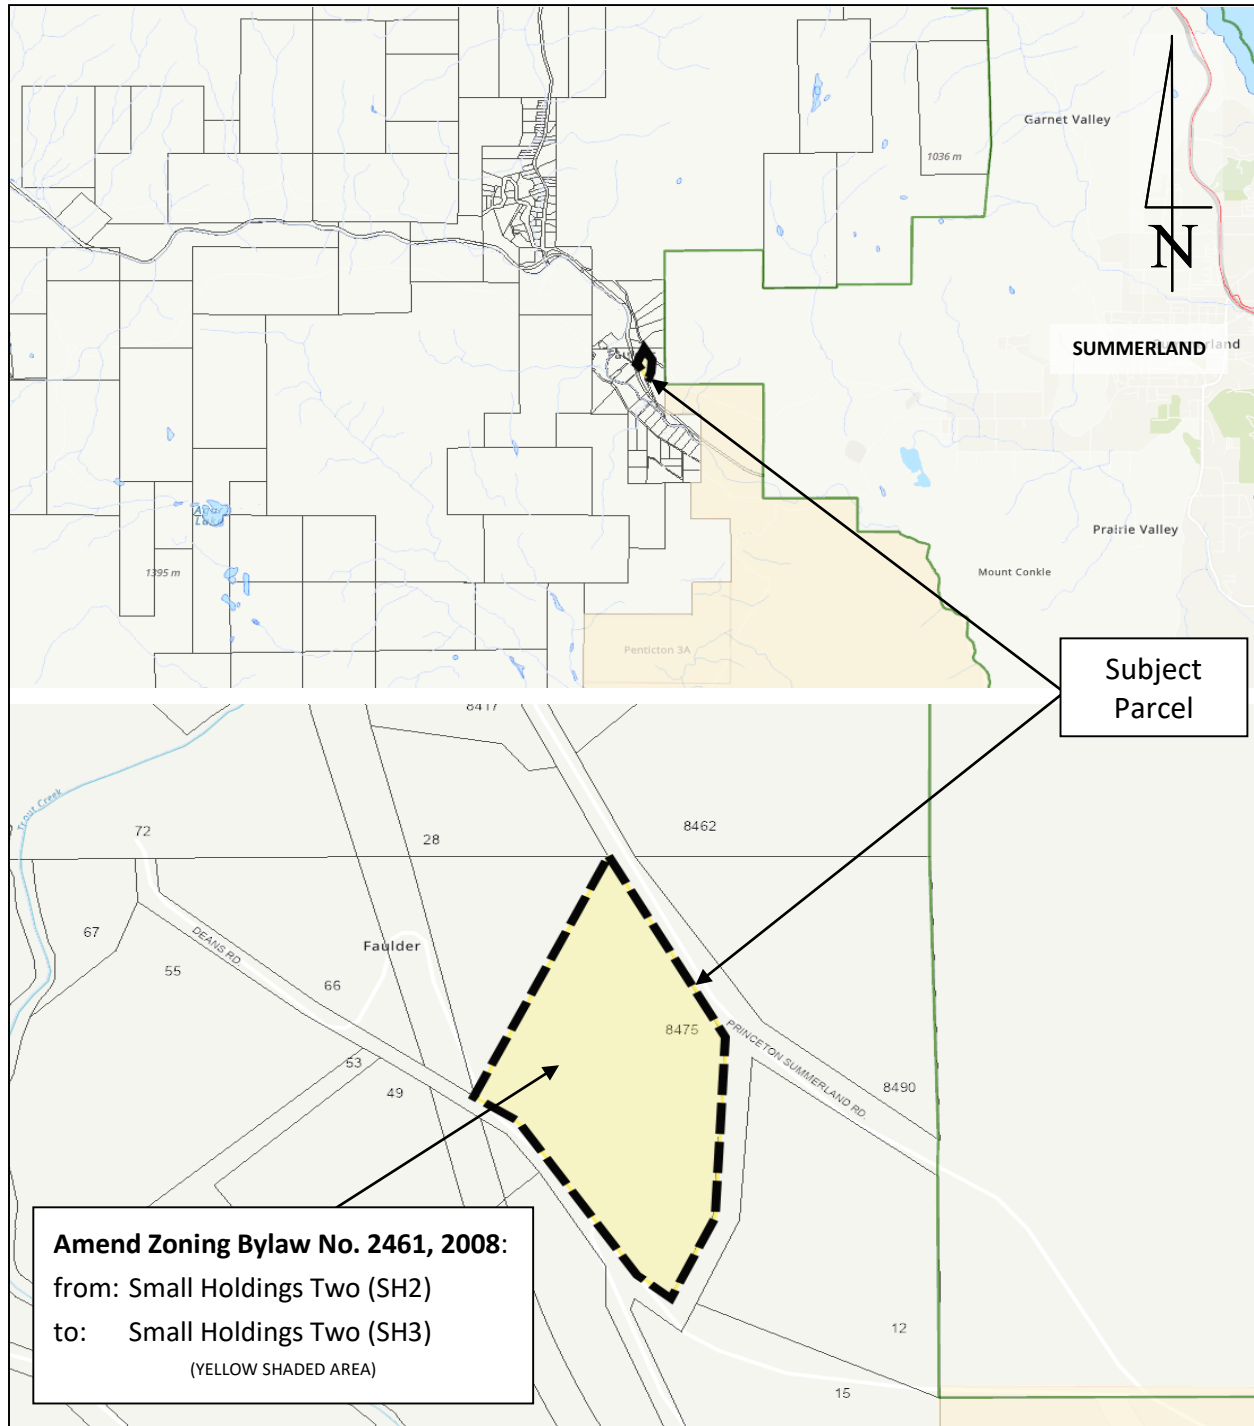 Garnet Valley
1036 m
N
SUMMERLAND
Summerland
Lake
1395 m
Prairie Valley
Mount Conkle
Penticton 3A
Subject
Parcel
8417
Trout Creek
72
28
8462
67
DEANS RD.
Faulder
55
66
8475
PRINCETON SUMMERLAND RD.
53
49
8490
Amend Zoning Bylaw No. 2461, 2008:
from: Small Holdings Two (SH2)
to: Small Holdings Two (SH3)
(YELLOW SHADED AREA)
12
15